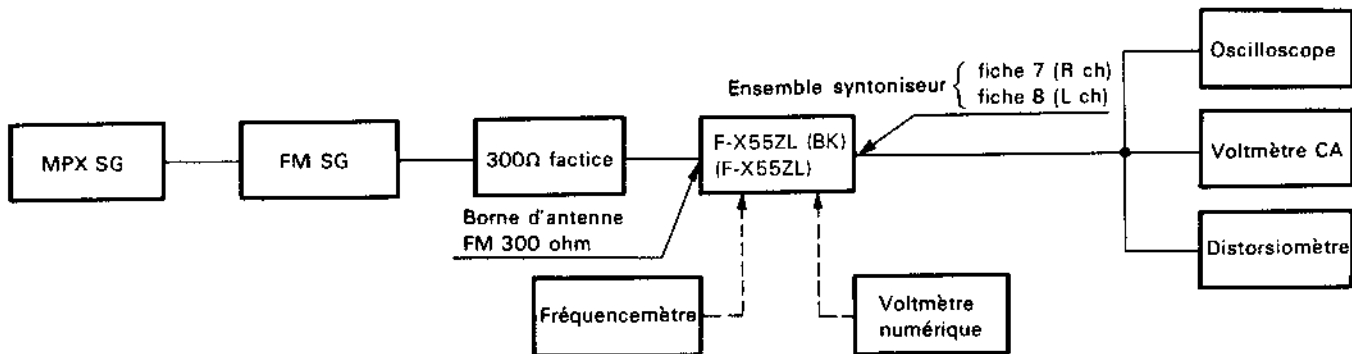 Oscilloscope
Ensemble syntoniseur { fiche 7 (R ch)
fiche 8 (L ch)
MPX SG
FM SG
300Ω factice
F-X55ZL (BK)
(F-X55ZL)
Voltmètre CA
Borne d'antenne
FM 300 ohm
Distorsiomètre
Fréquencemètre
Voltmètre
numérique